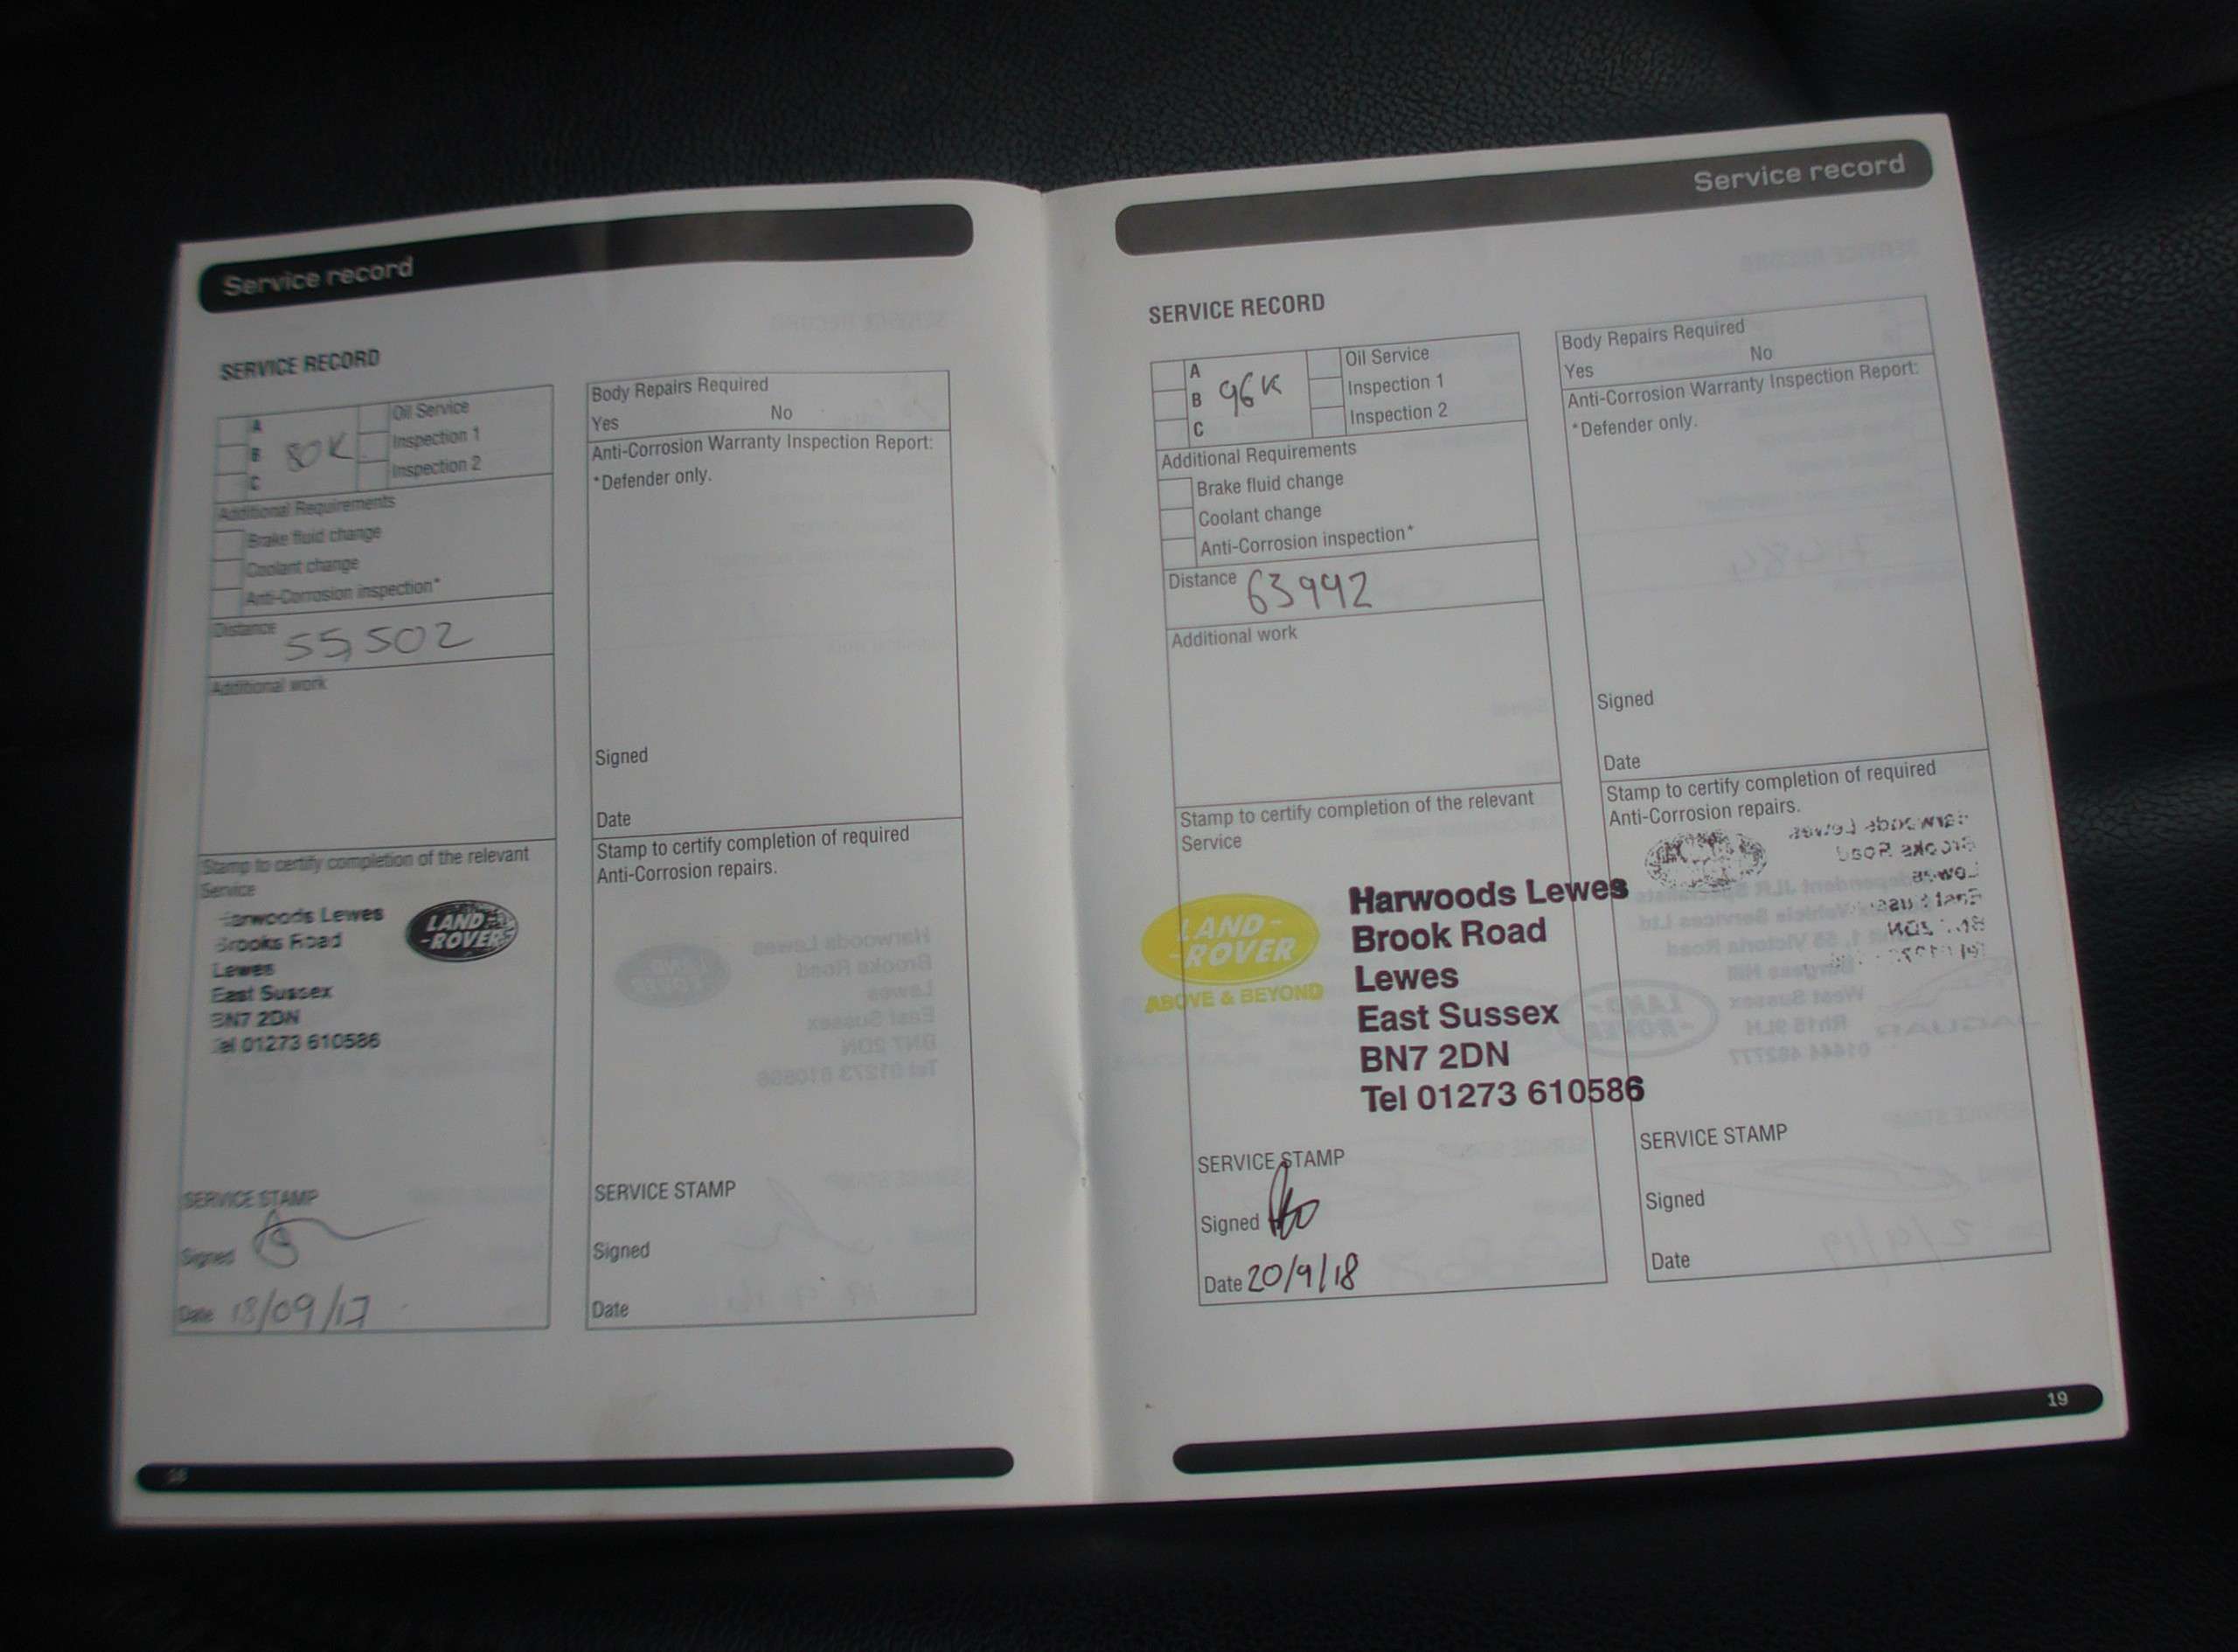 Service record
SERVICE RECORD
A
B
C
80K
Oil Service
Inspection 1
Inspection 2
Additional Requirements
Brake fluid change
Coolant change
Anti-Corrosion inspection*
Distance 55,502
Additional work
Stamp to certify completion of the relevant
Service
Harwoods Lewes
Brooks Road
Lewes
East Sussex
BN7 2DN
Tel 01273 610586
LAND-
-ROVER
SERVICE STAMP
Signed
Date 18/09/17
Body Repairs Required
Yes No
Anti-Corrosion Warranty Inspection Report:
*Defender only.
Signed
Date
Stamp to certify completion of required
Anti-Corrosion repairs.
SERVICE STAMP
Signed
Date
18
Service record
SERVICE RECORD
A
B
C
96K
Oil Service
Inspection 1
Inspection 2
Additional Requirements
Brake fluid change
Coolant change
Anti-Corrosion inspection*
Distance 63992
Additional work
Stamp to certify completion of the relevant
Service
LAND-
-ROVER
ABOVE & BEYOND
Harwoods Lewes
Brook Road
Lewes
East Sussex
BN7 2DN
Tel 01273 610586
SERVICE STAMP
Signed
Date 20/9/18
Body Repairs Required
Yes No
Anti-Corrosion Warranty Inspection Report:
*Defender only.
Signed
Date
Stamp to certify completion of required
Anti-Corrosion repairs.
SERVICE STAMP
Signed
Date
19